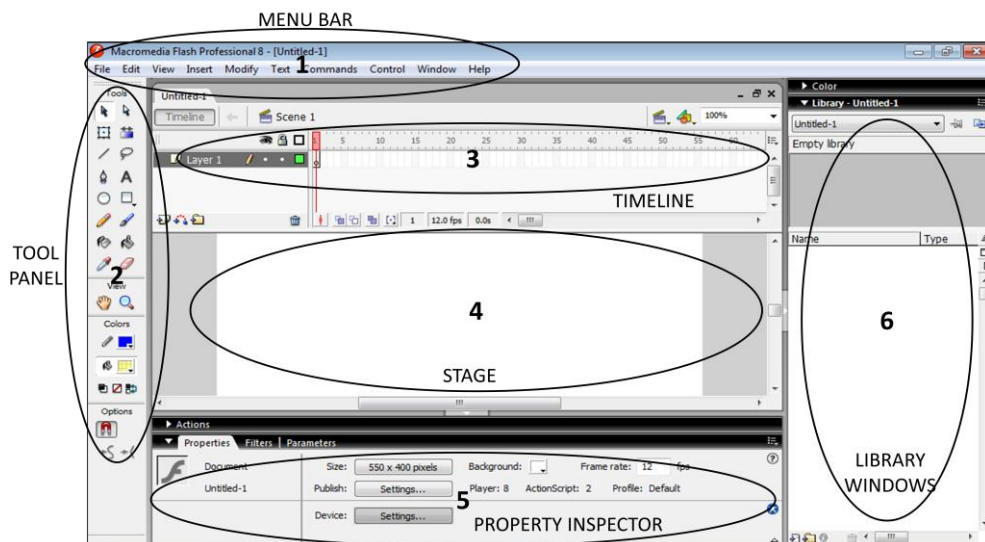 MENU BAR
Macromedia Flash Professional 8 - [Untitled-1]
File Edit View Insert Modify Text Commands Control Window Help
1
Tools
Untitled-1
Timeline
Scene 1
100%
5 10 15 20 25 30 35 40 45 50 55 60 65
Layer 1
3
TIMELINE
1 12.0 fps 0.0s
TOOL
PANEL
2
View
Colors
Options
4
STAGE
Color
Library - Untitled-1
Untitled-1
Empty library
Name Type
6
LIBRARY
WINDOWS
Actions
Properties Filters Parameters
Document
Untitled-1
Size: 550 x 400 pixels Background: Frame rate: 12 fps
Publish: Settings... Player: 8 ActionScript: 2 Profile: Default
5
Device: Settings...
PROPERTY INSPECTOR